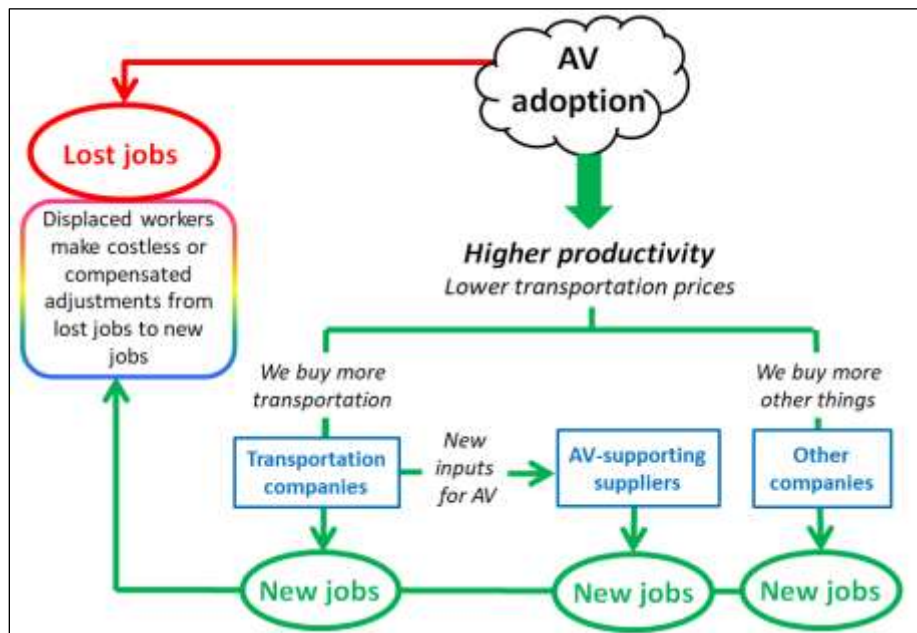 AV
adoption
Lost jobs
Displaced workers
make costless or
compensated
adjustments from
lost jobs to new
jobs
Higher productivity
Lower transportation prices
We buy more
transportation
We buy more
other things
Transportation
companies
New
inputs
for AV
AV-supporting
suppliers
Other
companies
New jobs
New jobs
New jobs